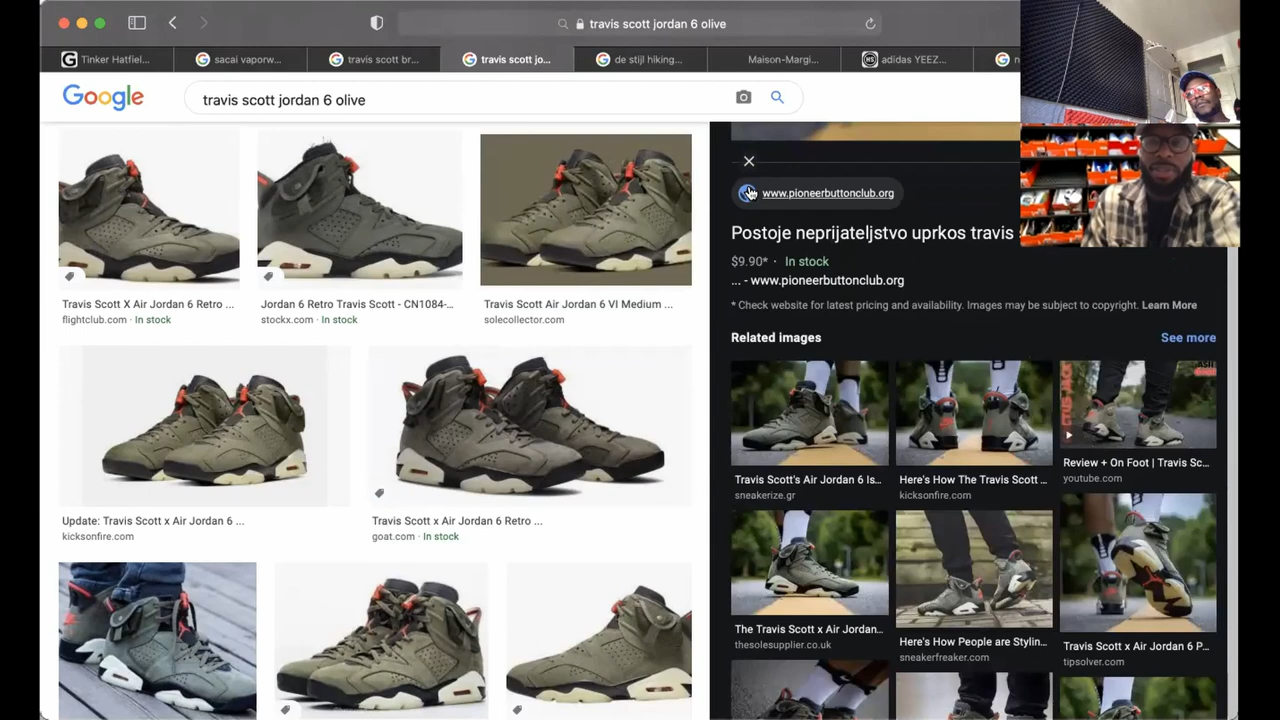 travis scott jordan 6 olive
Tinker Hatfiel...
sacai vaporw...
travis scott br...
travis scott jo...
de stijl hiking...
Maison-Margi...
adidas YEEZ...
Google
travis scott jordan 6 olive
www.pioneerbuttonclub.org
Postoje neprijateljstvo uprkos travis
$9.90* · In stock
... - www.pioneerbuttonclub.org
* Check website for latest pricing and availability. Images may be subject to copyright. Learn More
Related images
See more
Travis Scott X Air Jordan 6 Retro ...
flightclub.com · In stock
Jordan 6 Retro Travis Scott - CN1084-...
stockx.com · In stock
Travis Scott Air Jordan 6 VI Medium ...
solecollector.com
Update: Travis Scott x Air Jordan 6 ...
kicksonfire.com
Travis Scott x Air Jordan 6 Retro ...
goat.com · In stock
Travis Scott's Air Jordan 6 Is...
sneakerize.gr
Here's How The Travis Scott ...
kicksonfire.com
Review + On Foot | Travis Sc...
youtube.com
The Travis Scott x Air Jordan...
thesolesupplier.co.uk
Here's How People are Stylin...
sneakerfreaker.com
Travis Scott x Air Jordan 6 P...
tipsolver.com